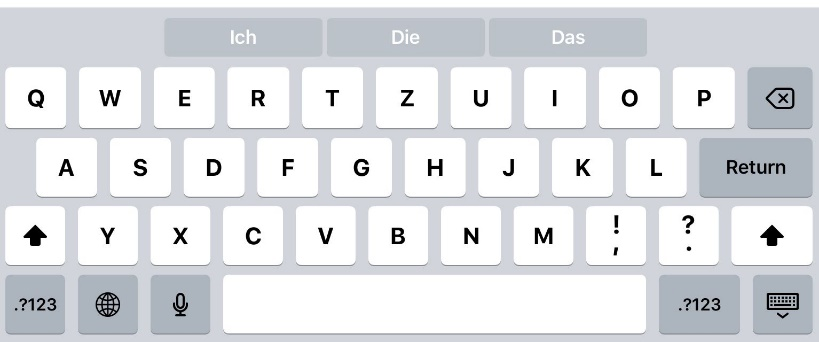 Ich Die Das
Q W E R T Z U I O P
A S D F G H J K L Return
Y X C V B N M ! , ? .
.?123 .?123